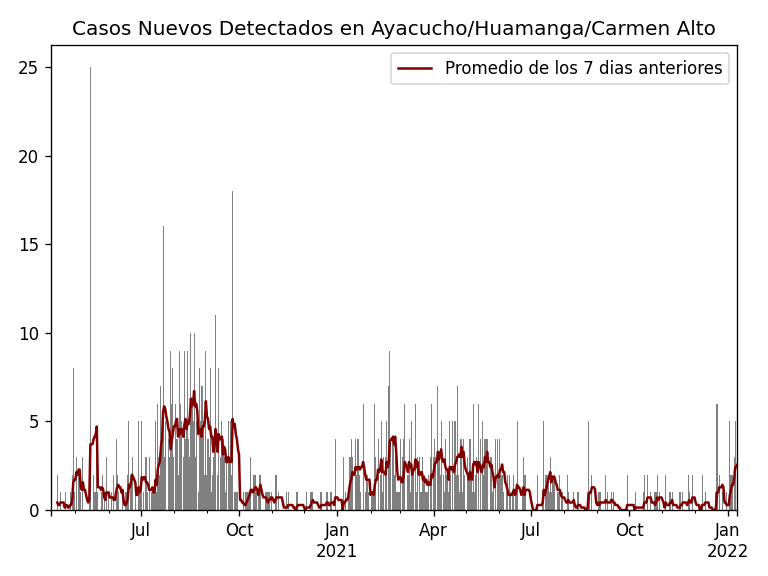 Casos Nuevos Detectados en Ayacucho/Huamanga/Carmen Alto
Promedio de los 7 dias anteriores
25
20
15
10
5
0
Jul Oct Jan Apr Jul Oct Jan
2021 2022